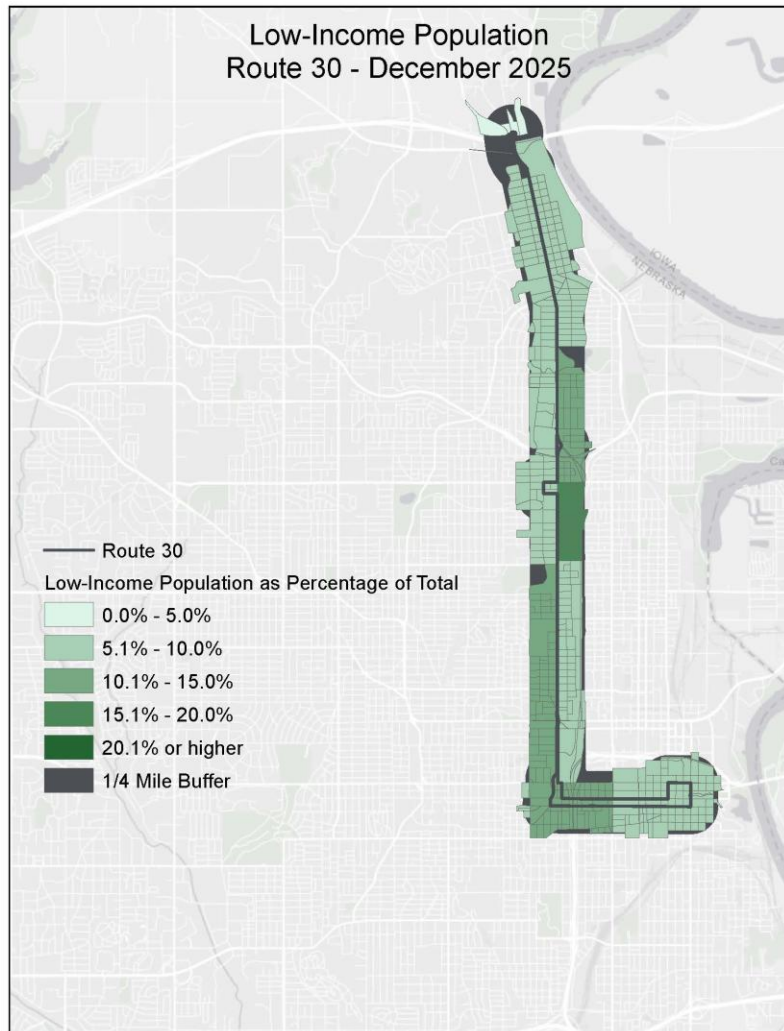 Low-Income Population
Route 30 - December 2025
IOWA
NEBRASKA
Route 30
Low-Income Population as Percentage of Total
0.0% - 5.0%
5.1% - 10.0%
10.1% - 15.0%
15.1% - 20.0%
20.1% or higher
1/4 Mile Buffer